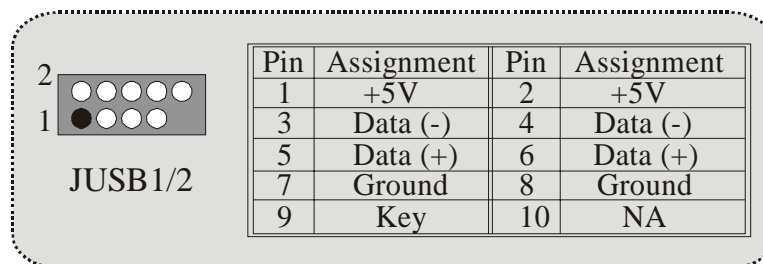 2
1
JUSB1/2
Pin Assignment Pin Assignment
1 +5V 2 +5V
3 Data (-) 4 Data (-)
5 Data (+) 6 Data (+)
7 Ground 8 Ground
9 Key 10 NA